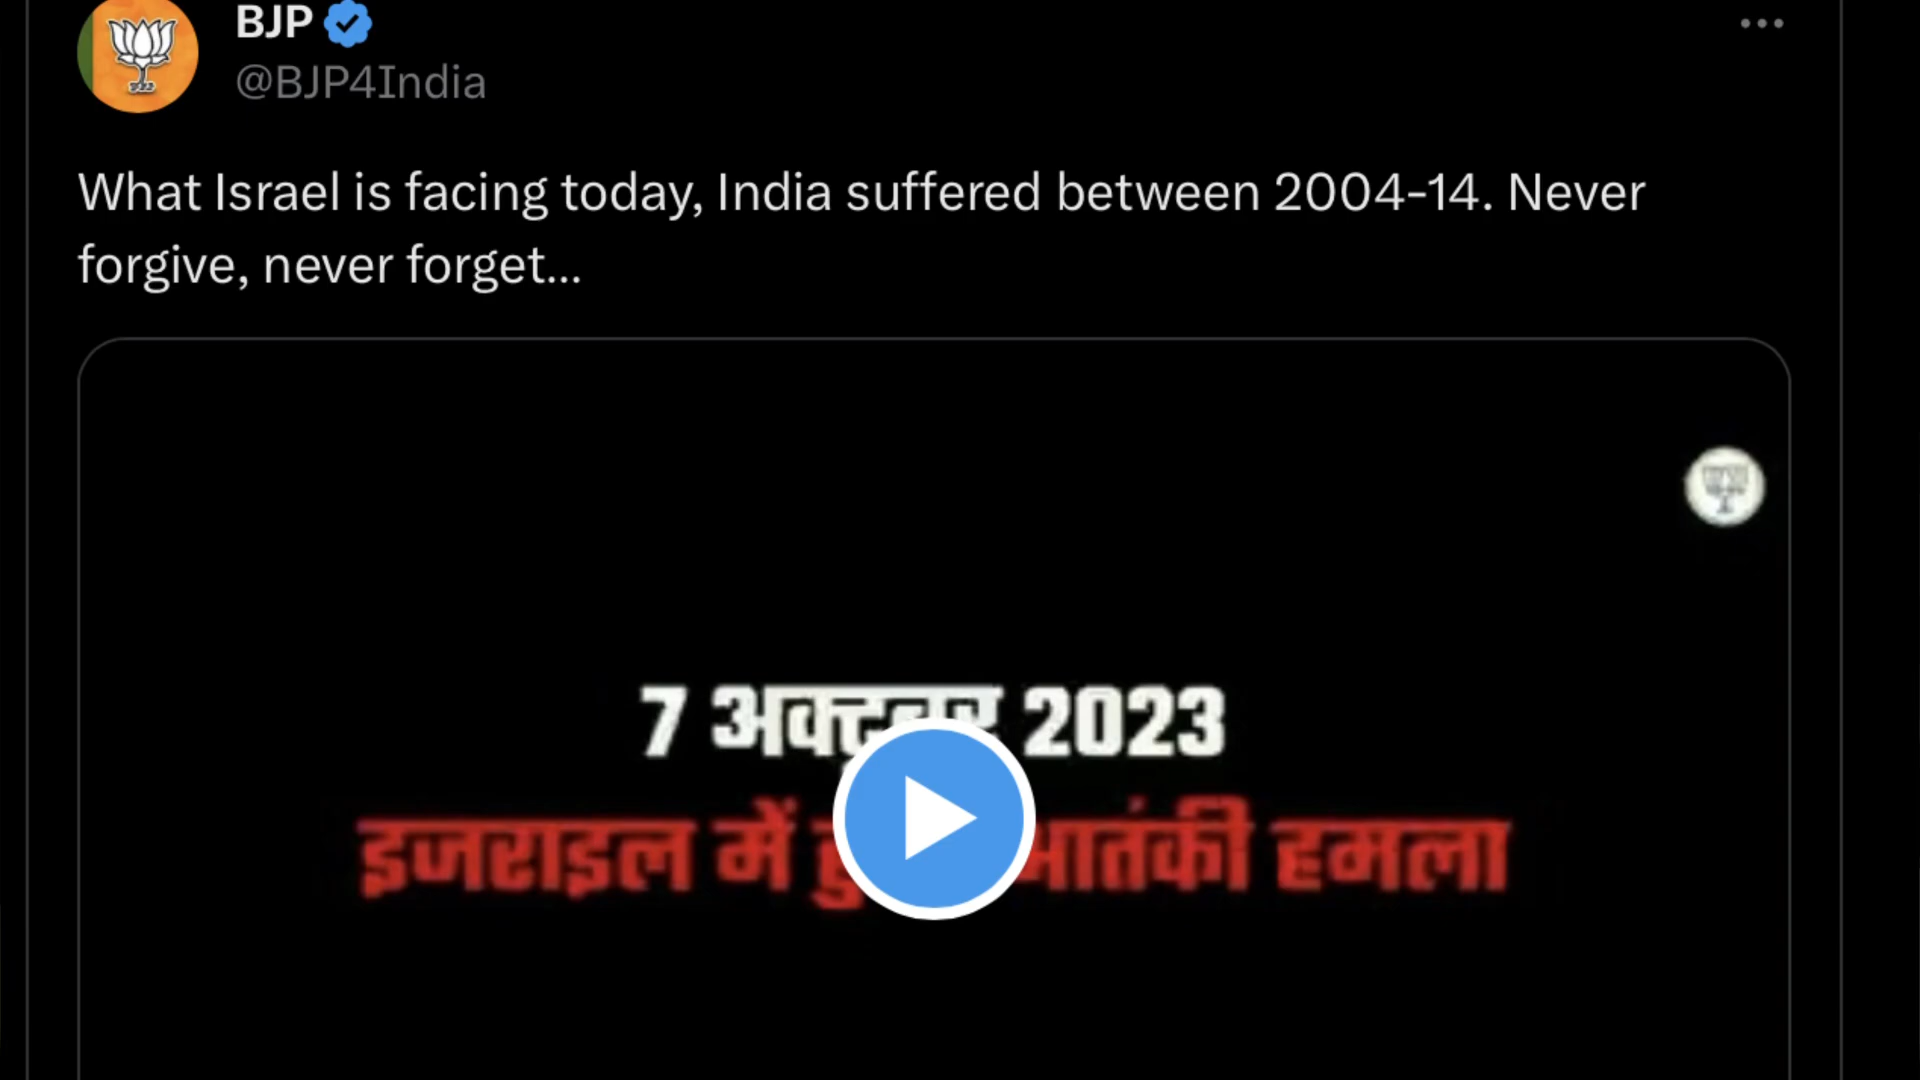 BJP
@BJP4India
What Israel is facing today, India suffered between 2004-14. Never
forgive, never forget...
7 2023
इजराइल में हमला